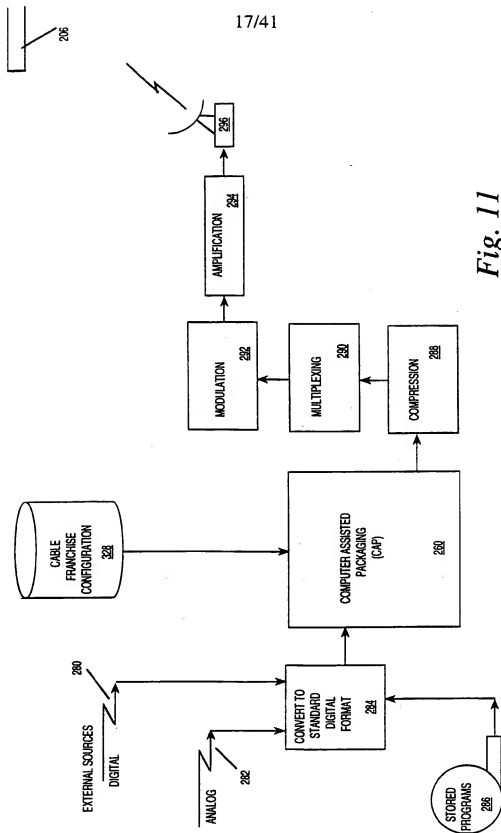 17/41
206
296
AMPLIFICATION
294
MODULATION
292
MULTIPLEXING
290
COMPRESSION
288
CABLE
FRANCHISE
CONFIGURATION
328
COMPUTER ASSISTED
PACKAGING
(CAP)
260
280
EXTERNAL SOURCES
DIGITAL
ANALOG
282
CONVERT TO
STANDARD
DIGITAL
FORMAT
284
STORED
PROGRAMS
286
Fig. 11